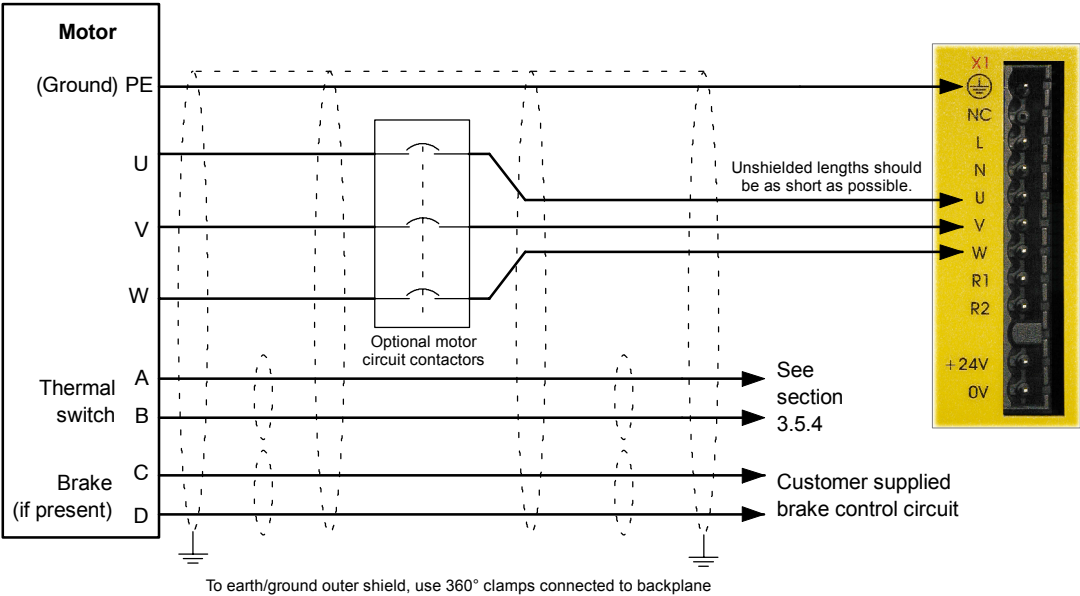 Motor
(Ground) PE
U
V
W
Optional motor
circuit contactors
Unshielded lengths should
be as short as possible.
Thermal
switch
A
B
See
section
3.5.4
Brake
(if present)
C
D
Customer supplied
brake control circuit
To earth/ground outer shield, use 360° clamps connected to backplane
X1
NC
L
N
U
V
W
R1
R2
+24V
0V